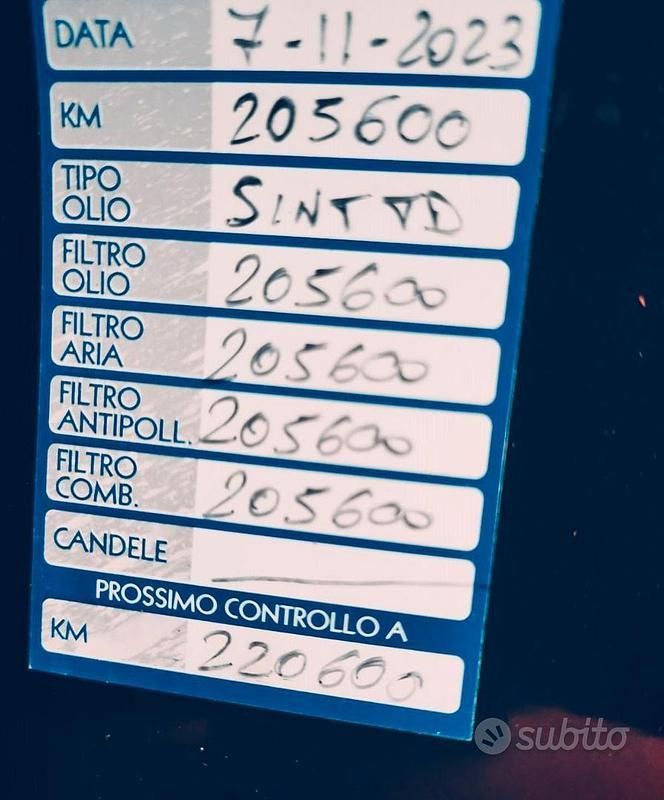 DATA 7-11-2023
KM 205600
TIPO OLIO SINT TD
FILTRO OLIO 205600
FILTRO ARIA 205600
FILTRO ANTIPOLL. 205600
FILTRO COMB. 205600
CANDELE
PROSSIMO CONTROLLO A
KM 220600
subito